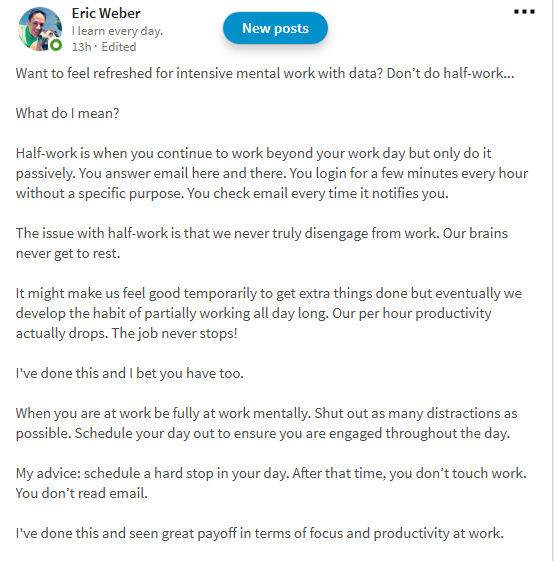 Eric Weber
I learn every day.
13h · Edited
New posts
Want to feel refreshed for intensive mental work with data? Don’t do half-work...
What do I mean?
Half-work is when you continue to work beyond your work day but only do it
passively. You answer email here and there. You login for a few minutes every hour
without a specific purpose. You check email every time it notifies you.
The issue with half-work is that we never truly disengage from work. Our brains
never get to rest.
It might make us feel good temporarily to get extra things done but eventually we
develop the habit of partially working all day long. Our per hour productivity
actually drops. The job never stops!
I've done this and I bet you have too.
When you are at work be fully at work mentally. Shut out as many distractions as
possible. Schedule your day out to ensure you are engaged throughout the day.
My advice: schedule a hard stop in your day. After that time, you don’t touch work.
You don’t read email.
I've done this and seen great payoff in terms of focus and productivity at work.